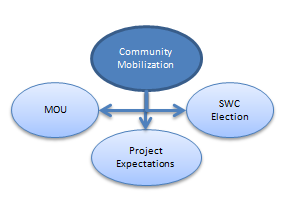 Community
Mobilization
MOU
SWC
Election
Project
Expectations